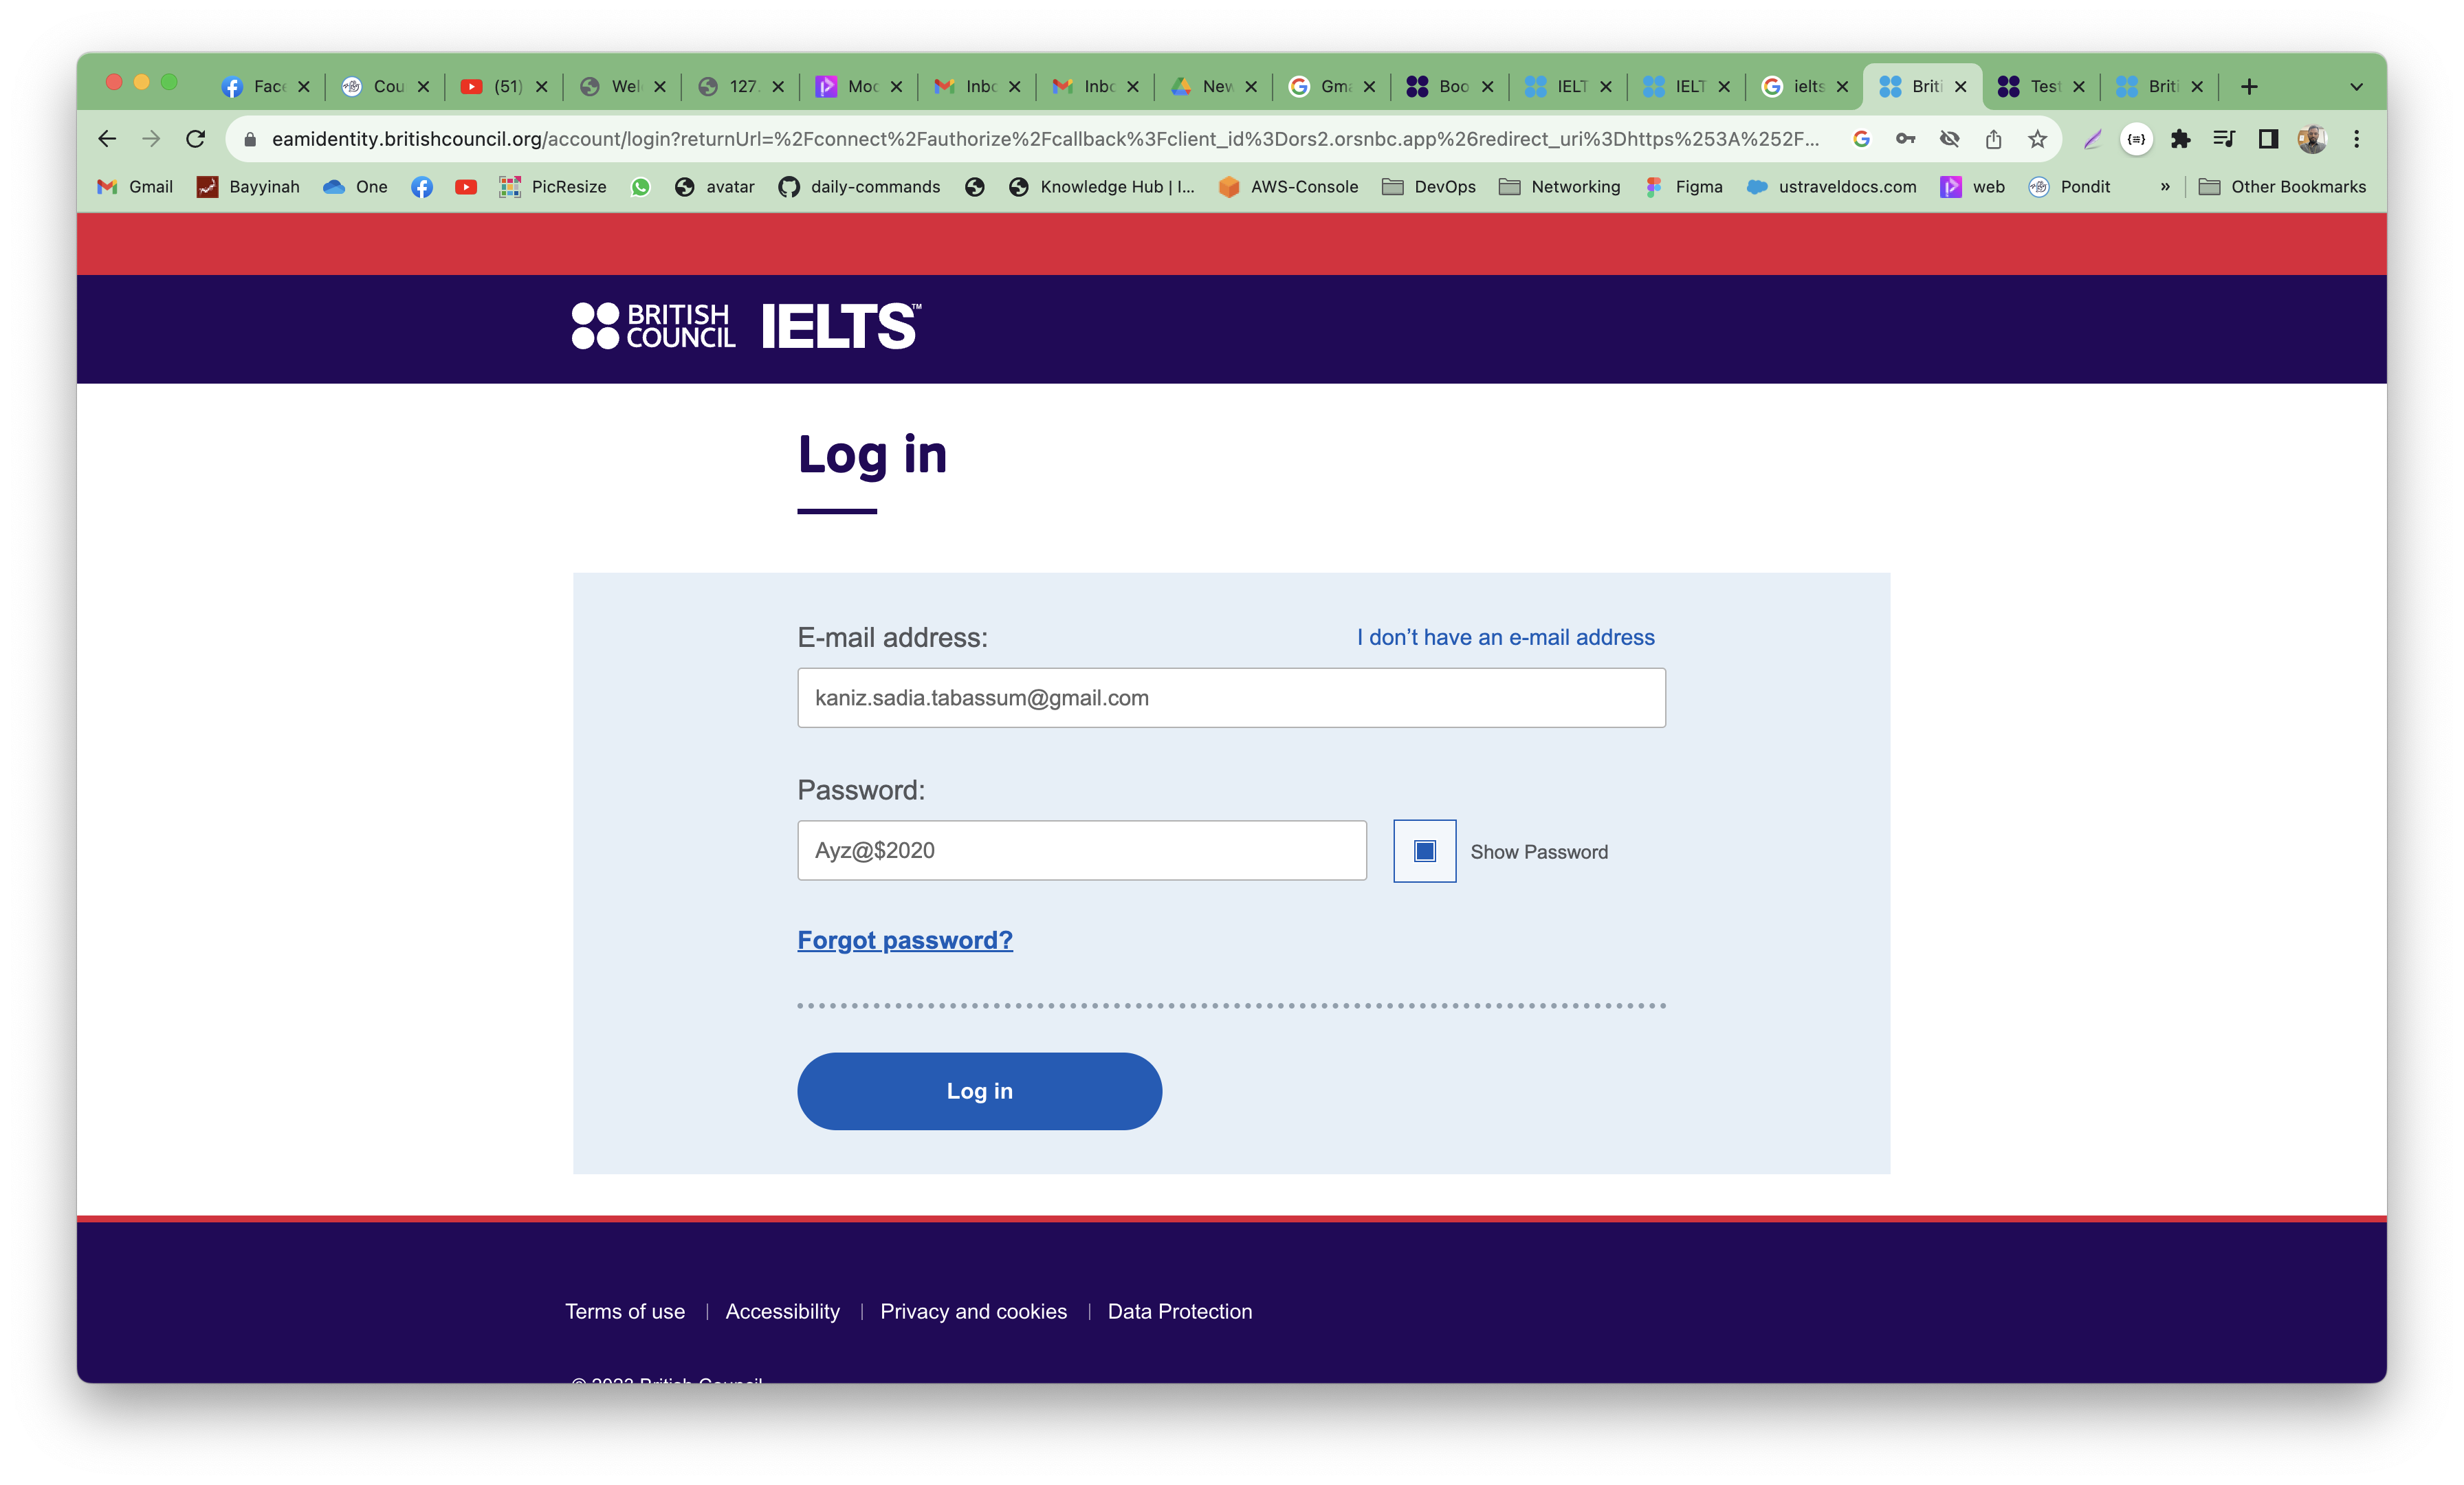 Face Cou (51) Wel 127. Moc Inbo Inbo New Gma Boo IELT IELT ielts Briti Test Briti
eamidentity.britishcouncil.org/account/login?returnUrl=%2Fconnect%2Fauthorize%2Fcallback%3Fclient_id%3Dors2.orsnbc.app%26redirect_uri%3Dhttps%253A%252F...
Gmail Bayyinah One PicResize avatar daily-commands Knowledge Hub | I... AWS-Console DevOps Networking Figma ustraveldocs.com web Pondit » Other Bookmarks
BRITISH
COUNCIL
IELTS™
Log in
E-mail address: I don’t have an e-mail address
kaniz.sadia.tabassum@gmail.com
Password:
Ayz@$2020 Show Password
Forgot password?
Log in
Terms of use | Accessibility | Privacy and cookies | Data Protection
© 2023 British Council